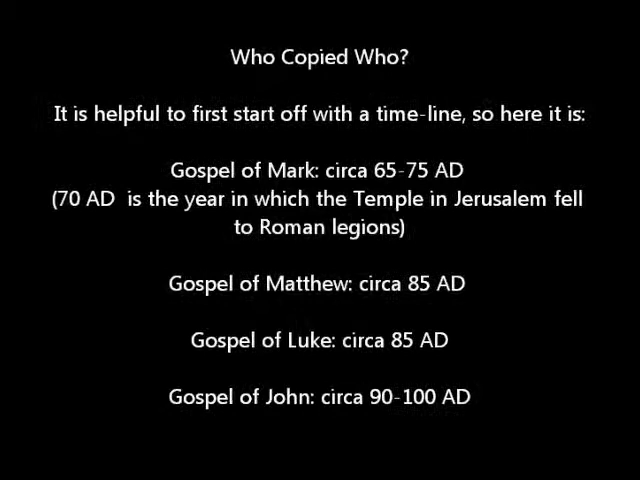 Who Copied Who?
It is helpful to first start off with a time-line, so here it is:
Gospel of Mark: circa 65-75 AD
(70 AD  is the year in which the Temple in Jerusalem fell
to Roman legions)
Gospel of Matthew: circa 85 AD
Gospel of Luke: circa 85 AD
Gospel of John: circa 90-100 AD